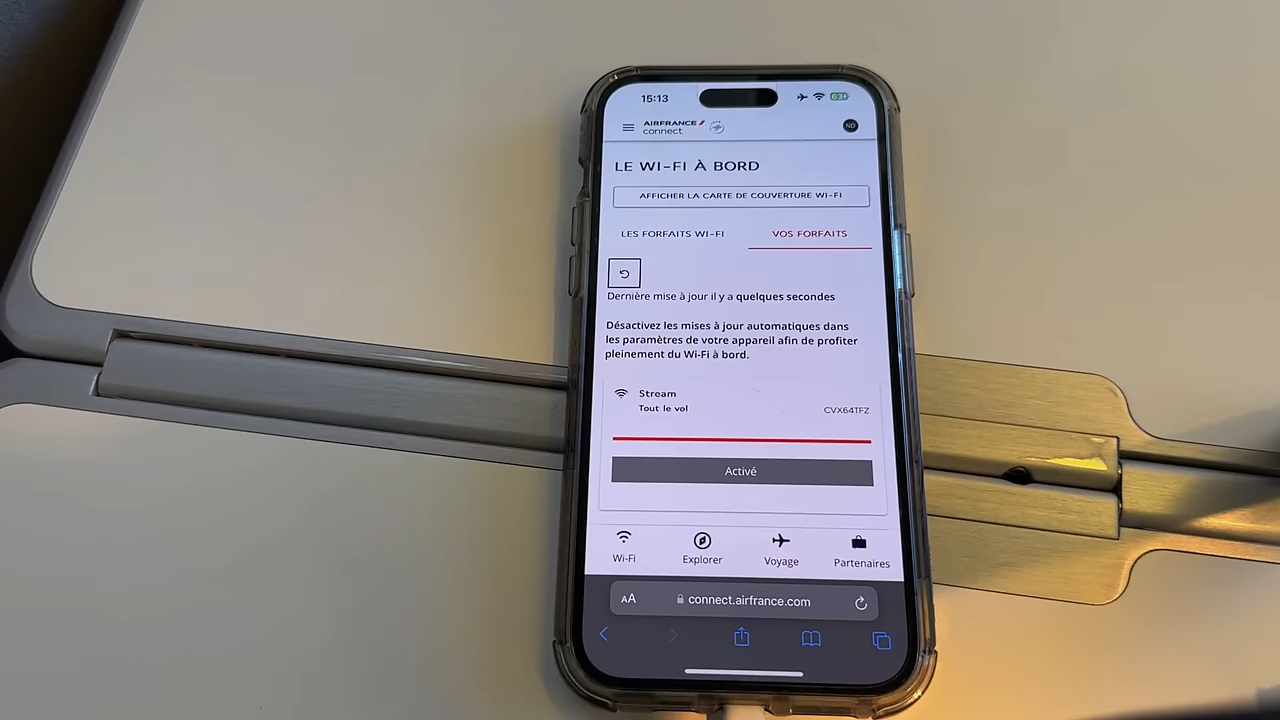 15:13
63
AIRFRANCE
connect
ND
LE WI-FI À BORD
AFFICHER LA CARTE DE COUVERTURE WI-FI
LES FORFAITS WI-FI
VOS FORFAITS
Dernière mise à jour il y a quelques secondes
Désactivez les mises à jour automatiques dans
les paramètres de votre appareil afin de profiter
pleinement du Wi-Fi à bord.
Stream
Tout le vol
CVX64TFZ
Activé
Wi-Fi
Explorer
Voyage
Partenaires
AA
connect.airfrance.com